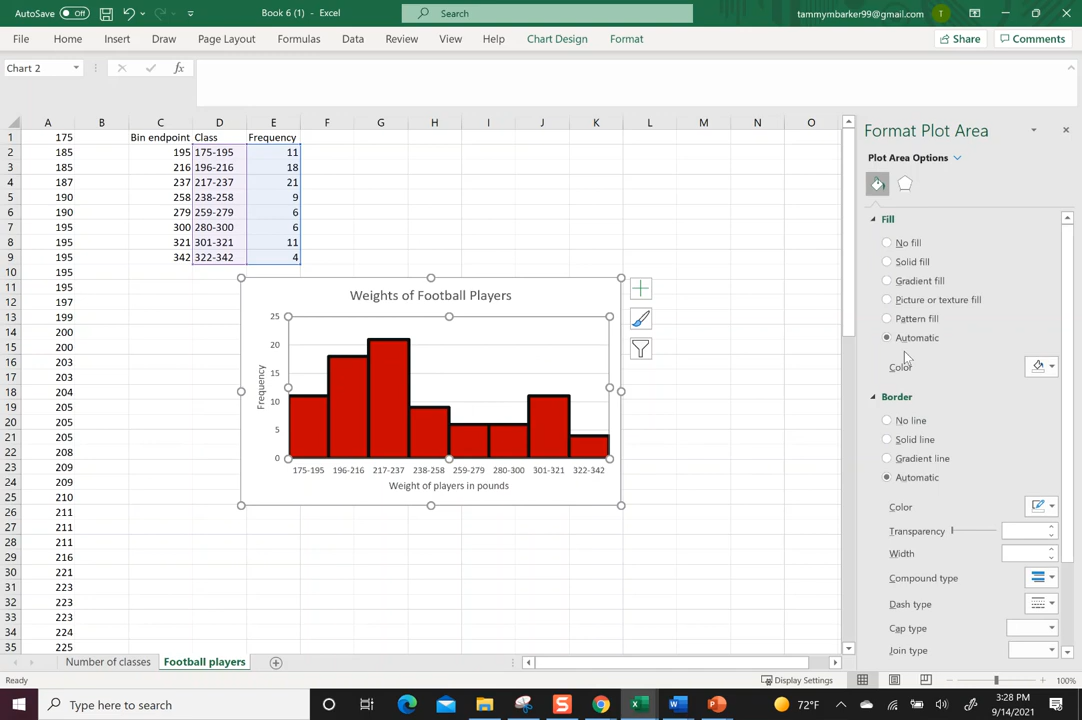 AutoSave Off Book 6 (1) - Excel Search tammymbarker99@gmail.com T
File Home Insert Draw Page Layout Formulas Data Review View Help Chart Design Format Share Comments
Chart 2 fx
A B C D E F G H I J K L M N O
1 175 Bin endpoint Class Frequency
2 185 195 175-195 11
3 185 216 196-216 18
4 187 237 217-237 21
5 190 258 238-258 9
6 190 279 259-279 6
7 195 300 280-300 6
8 195 321 301-321 11
9 195 342 322-342 4
10 195
11 195
12 197
13 199
14 200
15 200
16 203
17 203
18 204
19 205
20 205
21 205
22 208
23 209
24 210
25 211
26 211
27 211
28 211
29 216
30 221
31 223
32 223
33 223
34 224
35 225
Weights of Football Players
25
20
15
10
5
0
Frequency
175-195 196-216 217-237 238-258 259-279 280-300 301-321 322-342
Weight of players in pounds
Format Plot Area
Plot Area Options
Fill
No fill
Solid fill
Gradient fill
Picture or texture fill
Pattern fill
Automatic
Color
Border
No line
Solid line
Gradient line
Automatic
Color
Transparency
Width
Compound type
Dash type
Cap type
Join type
Number of classes Football players
Ready Display Settings 100%
Type here to search 72°F 3:28 PM
9/14/2021